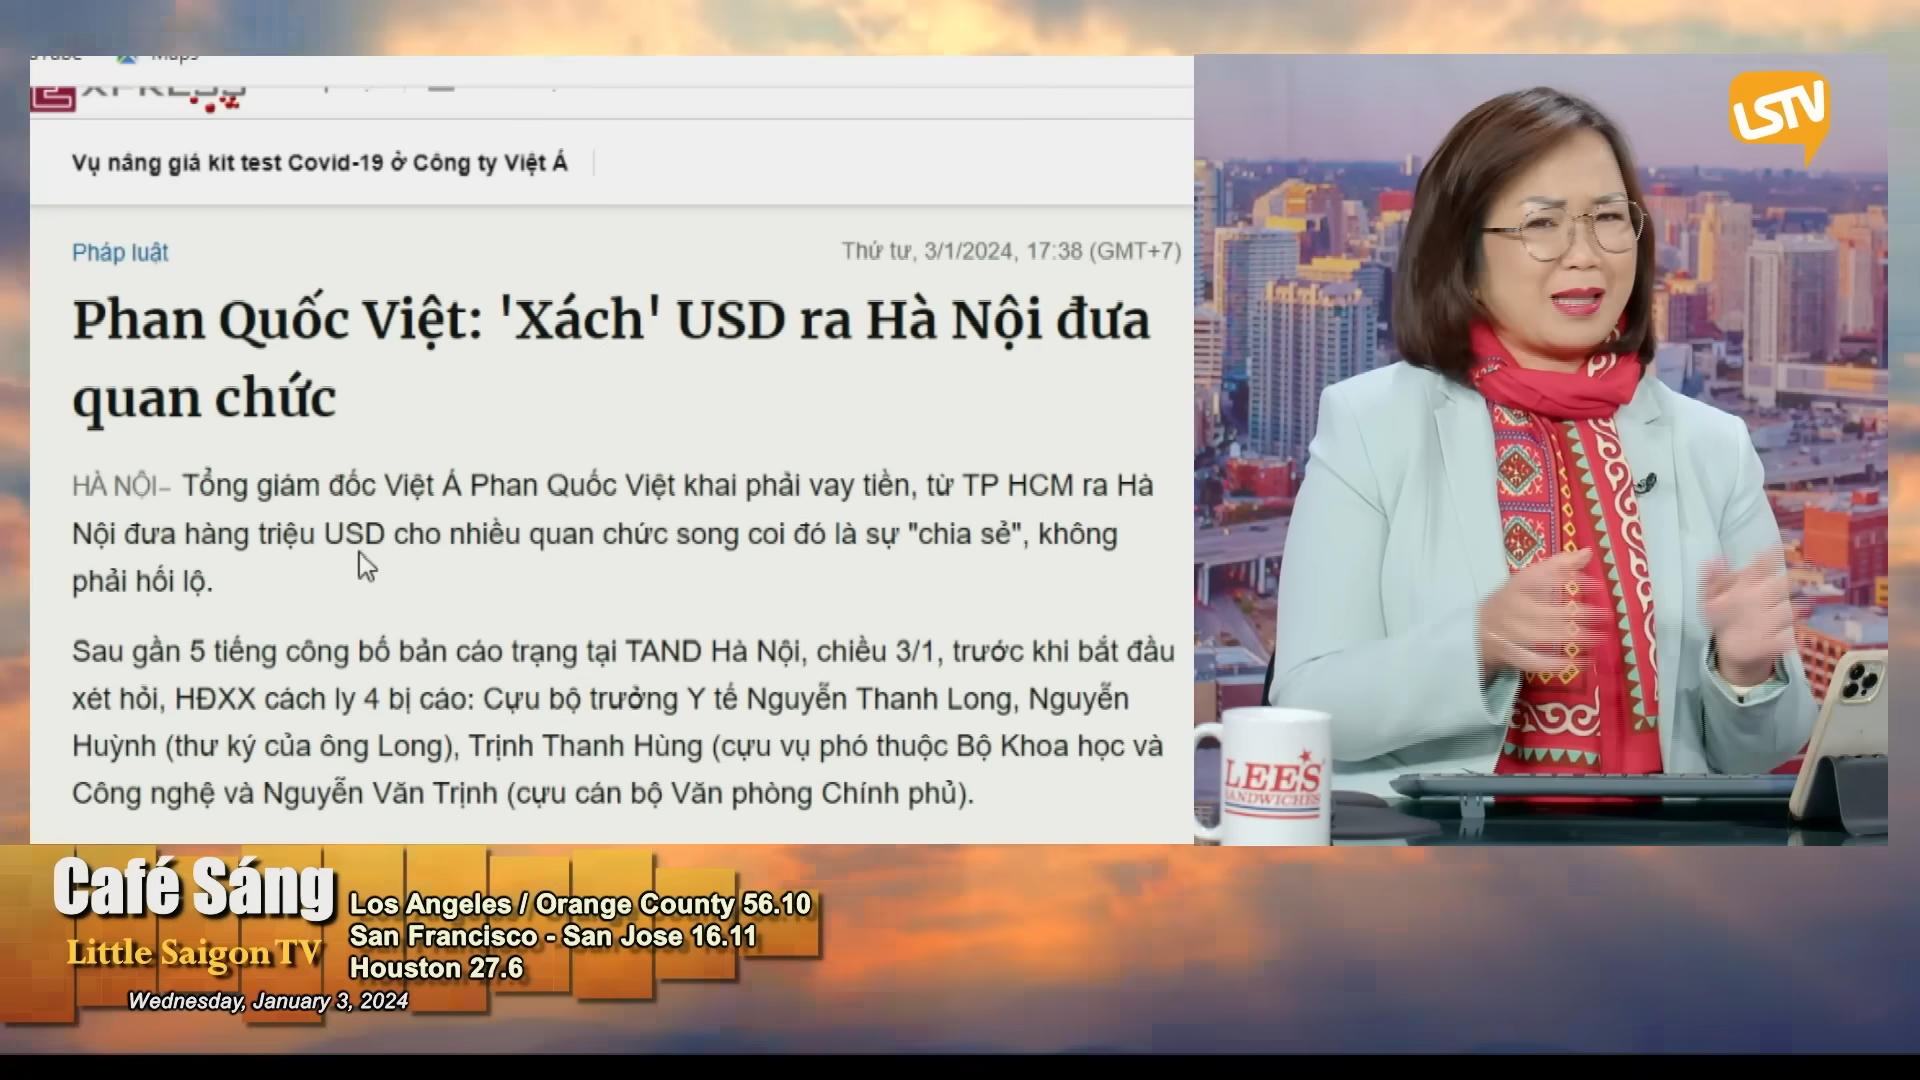 Maps
XPRESS
Vụ nâng giá kit test Covid-19 ở Công ty Việt Á
Pháp luật
Thứ tư, 3/1/2024, 17:38 (GMT+7)
Phan Quốc Việt: 'Xách' USD ra Hà Nội đưa
quan chức
HÀ NỘI– Tổng giám đốc Việt Á Phan Quốc Việt khai phải vay tiền, từ TP HCM ra Hà
Nội đưa hàng triệu USD cho nhiều quan chức song coi đó là sự "chia sẻ", không
phải hối lộ.
Sau gần 5 tiếng công bố bản cáo trạng tại TAND Hà Nội, chiều 3/1, trước khi bắt đầu
xét hỏi, HĐXX cách ly 4 bị cáo: Cựu bộ trưởng Y tế Nguyễn Thanh Long, Nguyễn
Huỳnh (thư ký của ông Long), Trịnh Thanh Hùng (cựu vụ phó thuộc Bộ Khoa học và
Công nghệ và Nguyễn Văn Trịnh (cựu cán bộ Văn phòng Chính phủ).
LSTV
LEE'S
SANDWICHES
Café Sáng
Little Saigon TV
Los Angeles / Orange County 56.10
San Francisco - San Jose 16.11
Houston 27.6
Wednesday, January 3, 2024